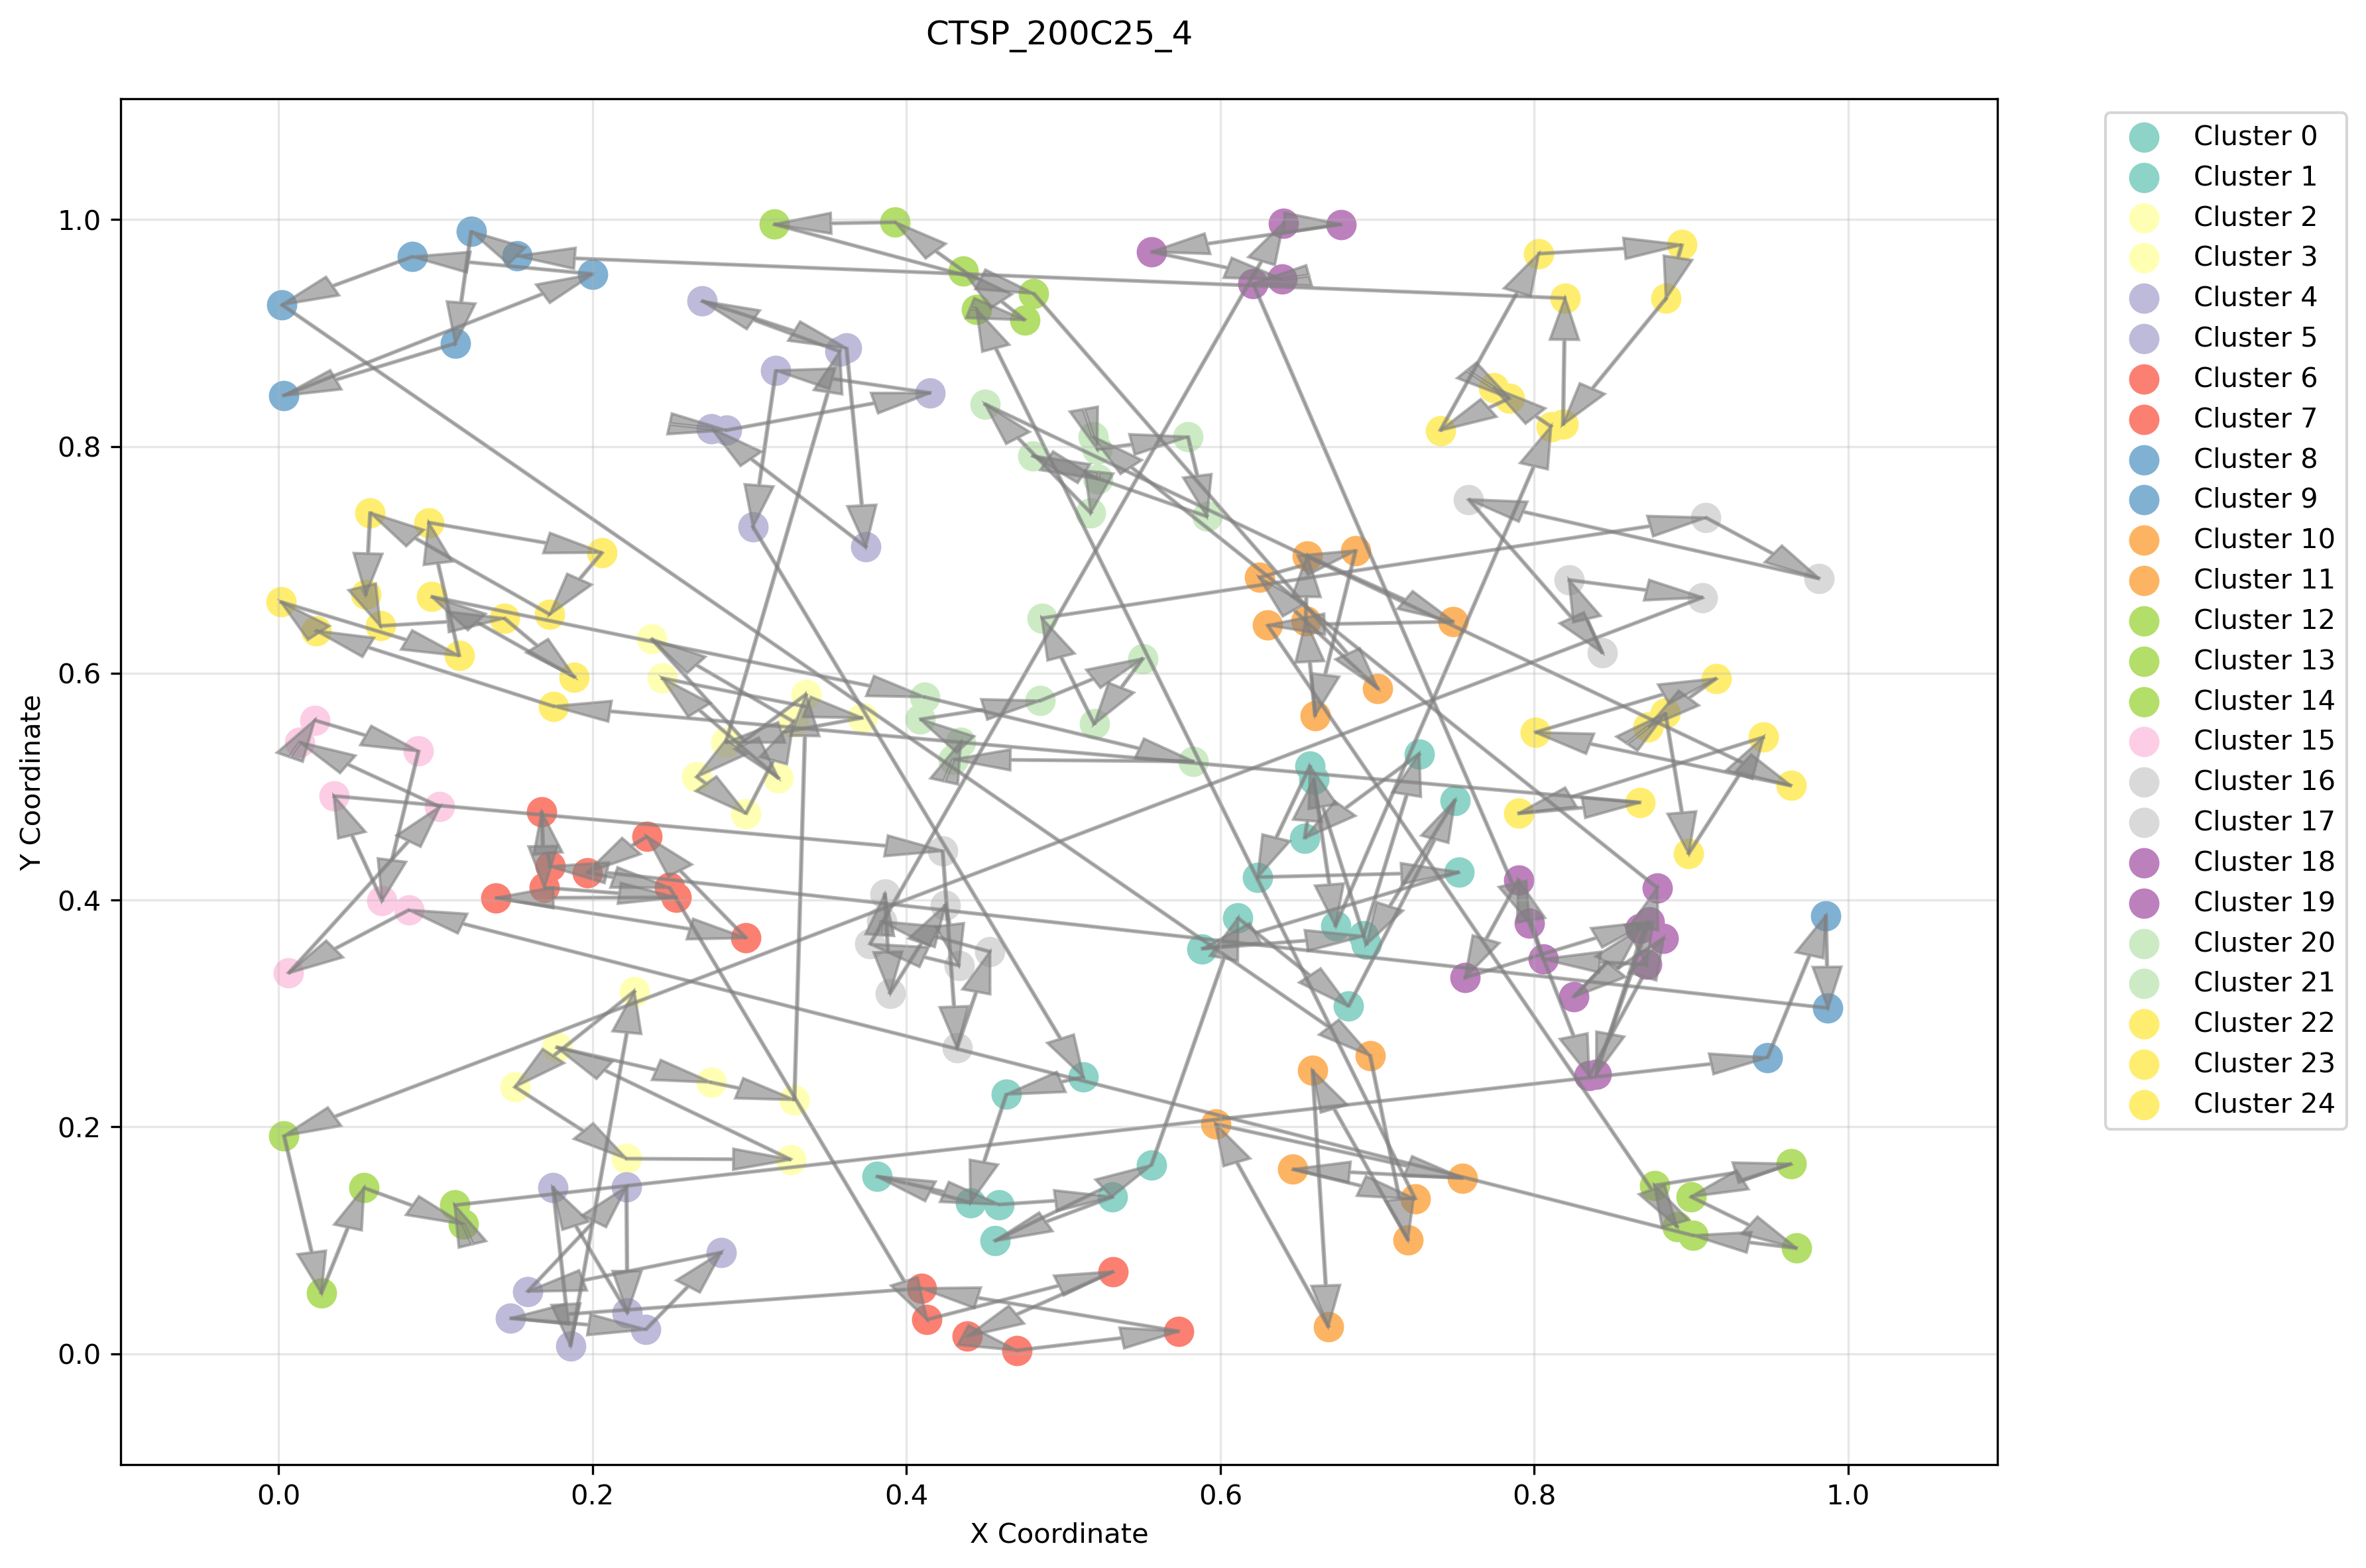 CTSP_200C25_4
1.0
0.8
0.6
0.4
0.2
0.0
Y Coordinate
0.0
0.2
0.4
0.6
0.8
1.0
X Coordinate
Cluster 0
Cluster 1
Cluster 2
Cluster 3
Cluster 4
Cluster 5
Cluster 6
Cluster 7
Cluster 8
Cluster 9
Cluster 10
Cluster 11
Cluster 12
Cluster 13
Cluster 14
Cluster 15
Cluster 16
Cluster 17
Cluster 18
Cluster 19
Cluster 20
Cluster 21
Cluster 22
Cluster 23
Cluster 24